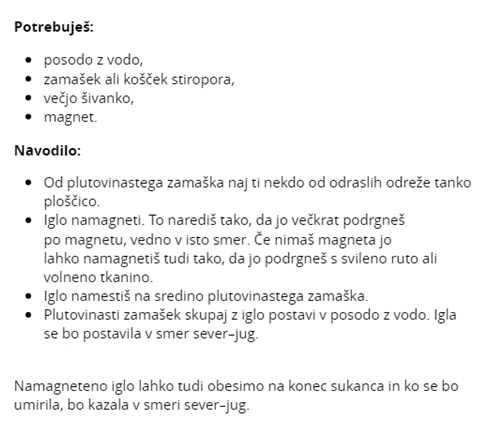 Potrebuješ:
• posodo z vodo,
• zamašek ali košček stiropora,
• večjo šivanko,
• magnet.
Navodilo:
• Od plutovinastega zamaška naj ti nekdo od odraslih odreže tanko
ploščico.
• Iglo namagneti. To narediš tako, da jo večkrat podrgneš
po magnetu, vedno v isto smer. Če nimaš magneta jo
lahko namagnetiš tudi tako, da jo podrgneš s svileno ruto ali
volneno tkanino.
• Iglo namestiš na sredino plutovinastega zamaška.
• Plutovinasti zamašek skupaj z iglo postavi v posodo z vodo. Igla
se bo postavila v smer sever–jug.
Namagneteno iglo lahko tudi obesimo na konec sukanca in ko se bo
umirila, bo kazala v smeri sever–jug.